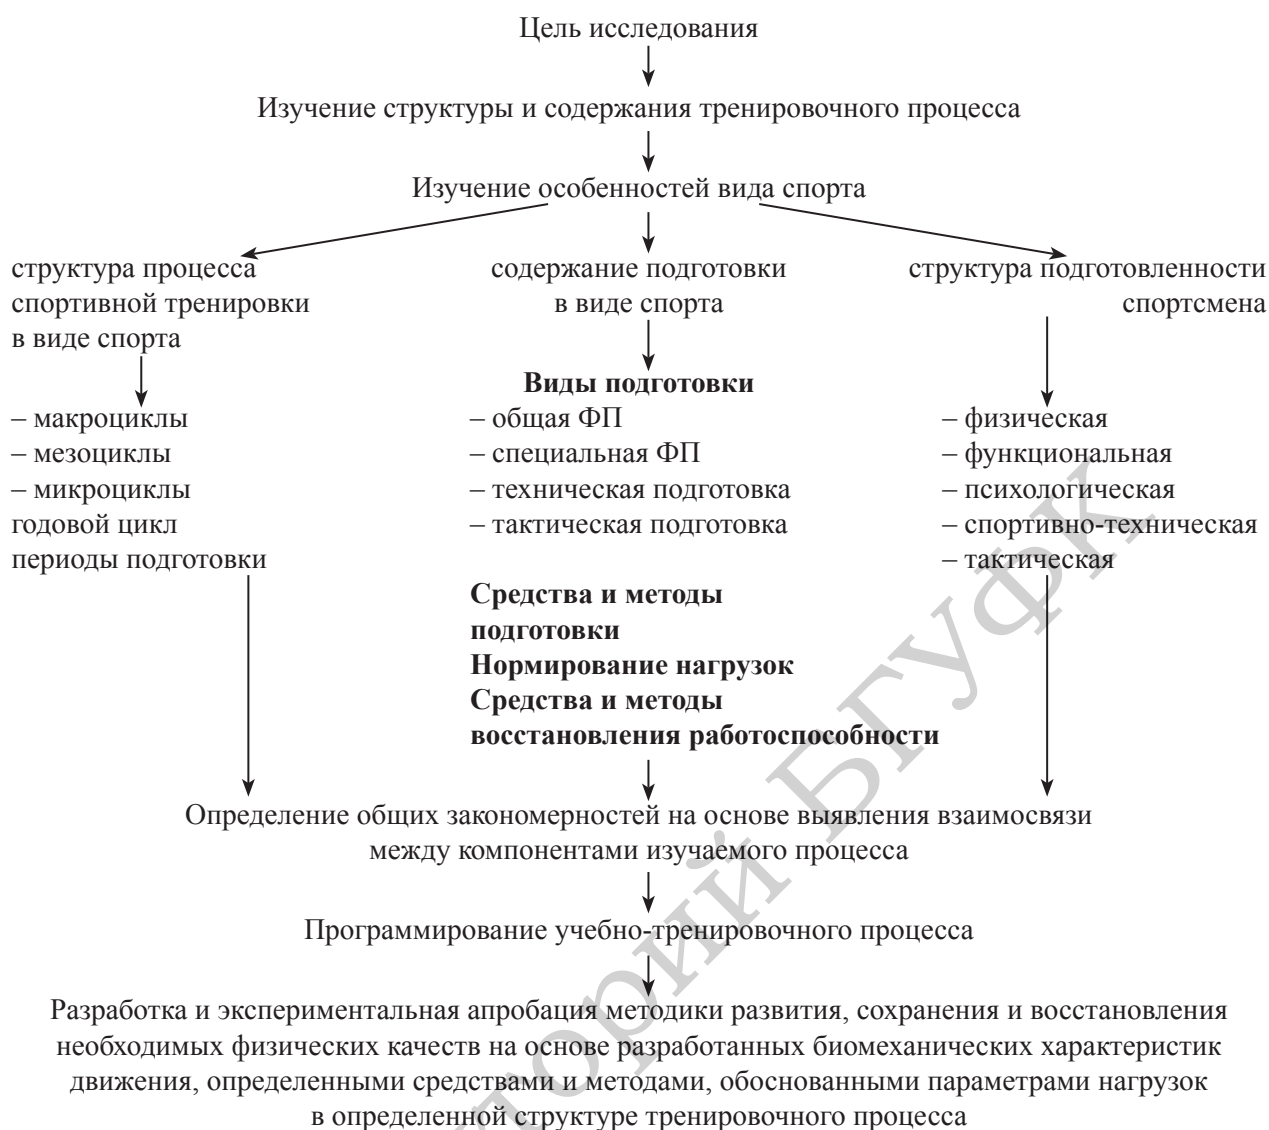 Цель исследования
Изучение структуры и содержания тренировочного процесса
Изучение особенностей вида спорта
структура процесса
спортивной тренировки
в виде спорта
– макроциклы
– мезоциклы
– микроциклы
годовой цикл
периоды подготовки
содержание подготовки
в виде спорта
Виды подготовки
– общая ФП
– специальная ФП
– техническая подготовка
– тактическая подготовка
Средства и методы
подготовки
Нормирование нагрузок
Средства и методы
восстановления работоспособности
структура подготовленности
спортсмена
– физическая
– функциональная
– психологическая
– спортивно-техническая
– тактическая
Определение общих закономерностей на основе выявления взаимосвязи
между компонентами изучаемого процесса
Программирование учебно-тренировочного процесса
Разработка и экспериментальная апробация методики развития, сохранения и восстановления
необходимых физических качеств на основе разработанных биомеханических характеристик
движения, определенными средствами и методами, обоснованными параметрами нагрузок
в определенной структуре тренировочного процесса
БГУФК